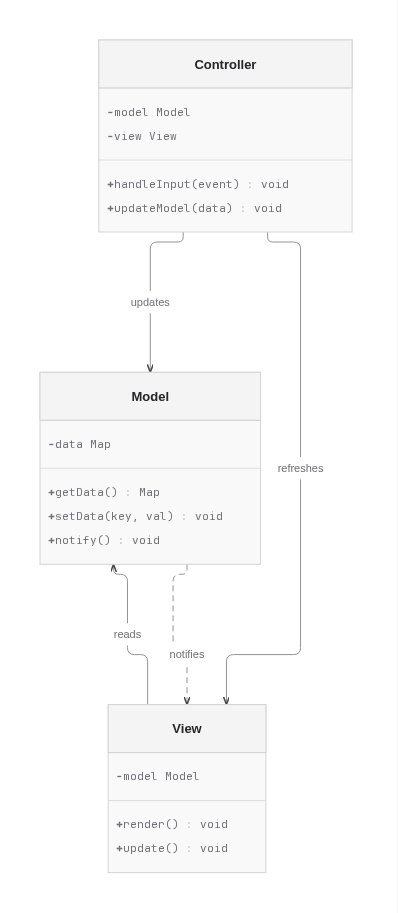 Controller
-model Model
-view View
+handleInput(event) : void
+updateModel(data) : void
updates
Model
-data Map
refreshes
+getData() : Map
+setData(key, val) : void
+notify() : void
reads
notifies
View
-model Model
+render() : void
+update() : void